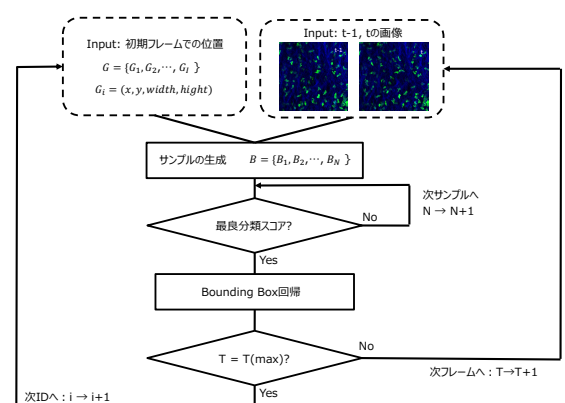 Input: 初期フレームでの位置
G = {G₁,G₂,⋯, G_I }
Gᵢ = (x, y, width, hight)
Input: t-1, tの画像
t-1
t
サンプルの生成 B = {B₁,B₂,⋯, B_N }
次サンプルへ
N → N+1
最良分類スコア?
No
Yes
Bounding Box回帰
T = T(max)?
No
次フレームへ : T→T+1
Yes
次IDへ : i → i+1